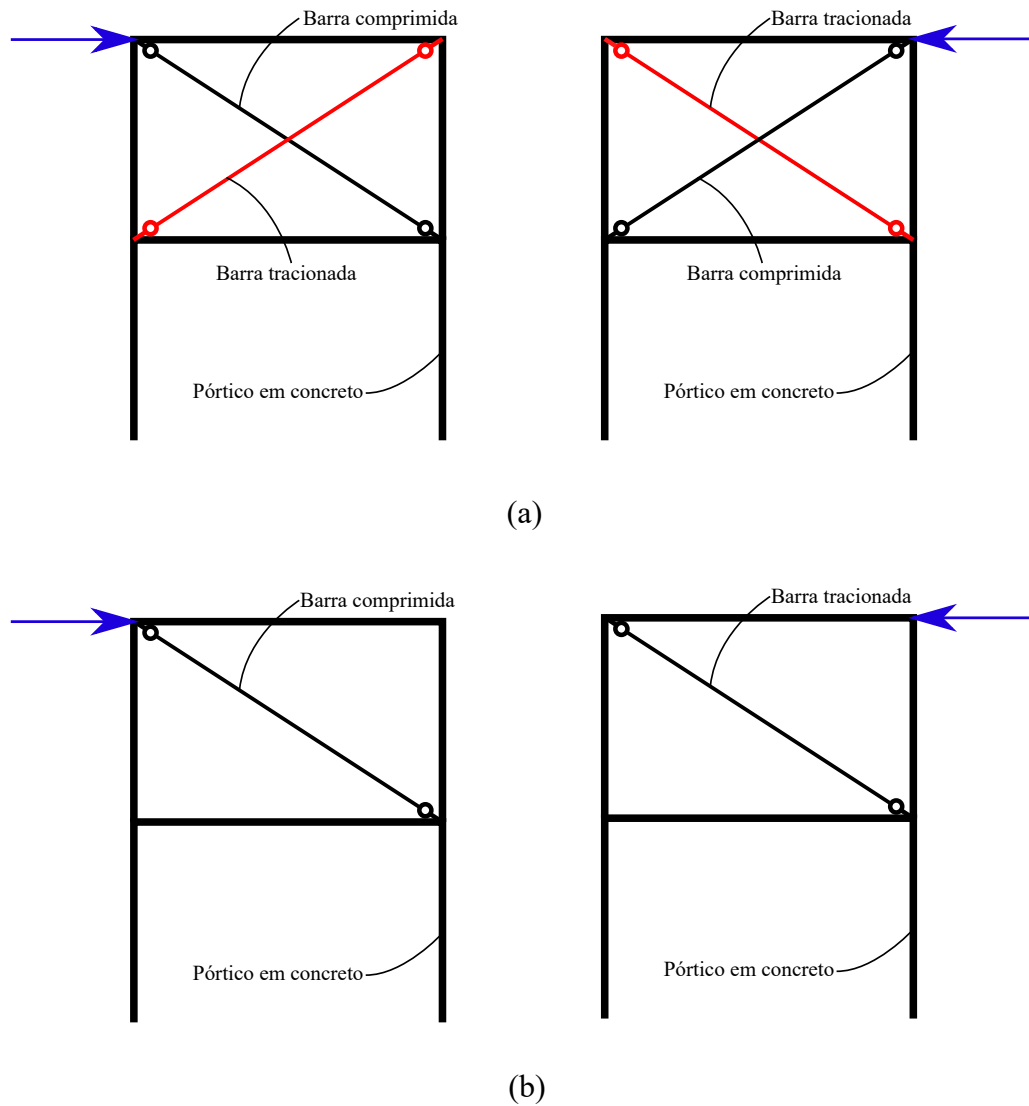 Barra comprimida
Barra tracionada
Barra tracionada
Barra comprimida
Pórtico em concreto
Pórtico em concreto
(a)
Barra comprimida
Barra tracionada
Pórtico em concreto
Pórtico em concreto
(b)